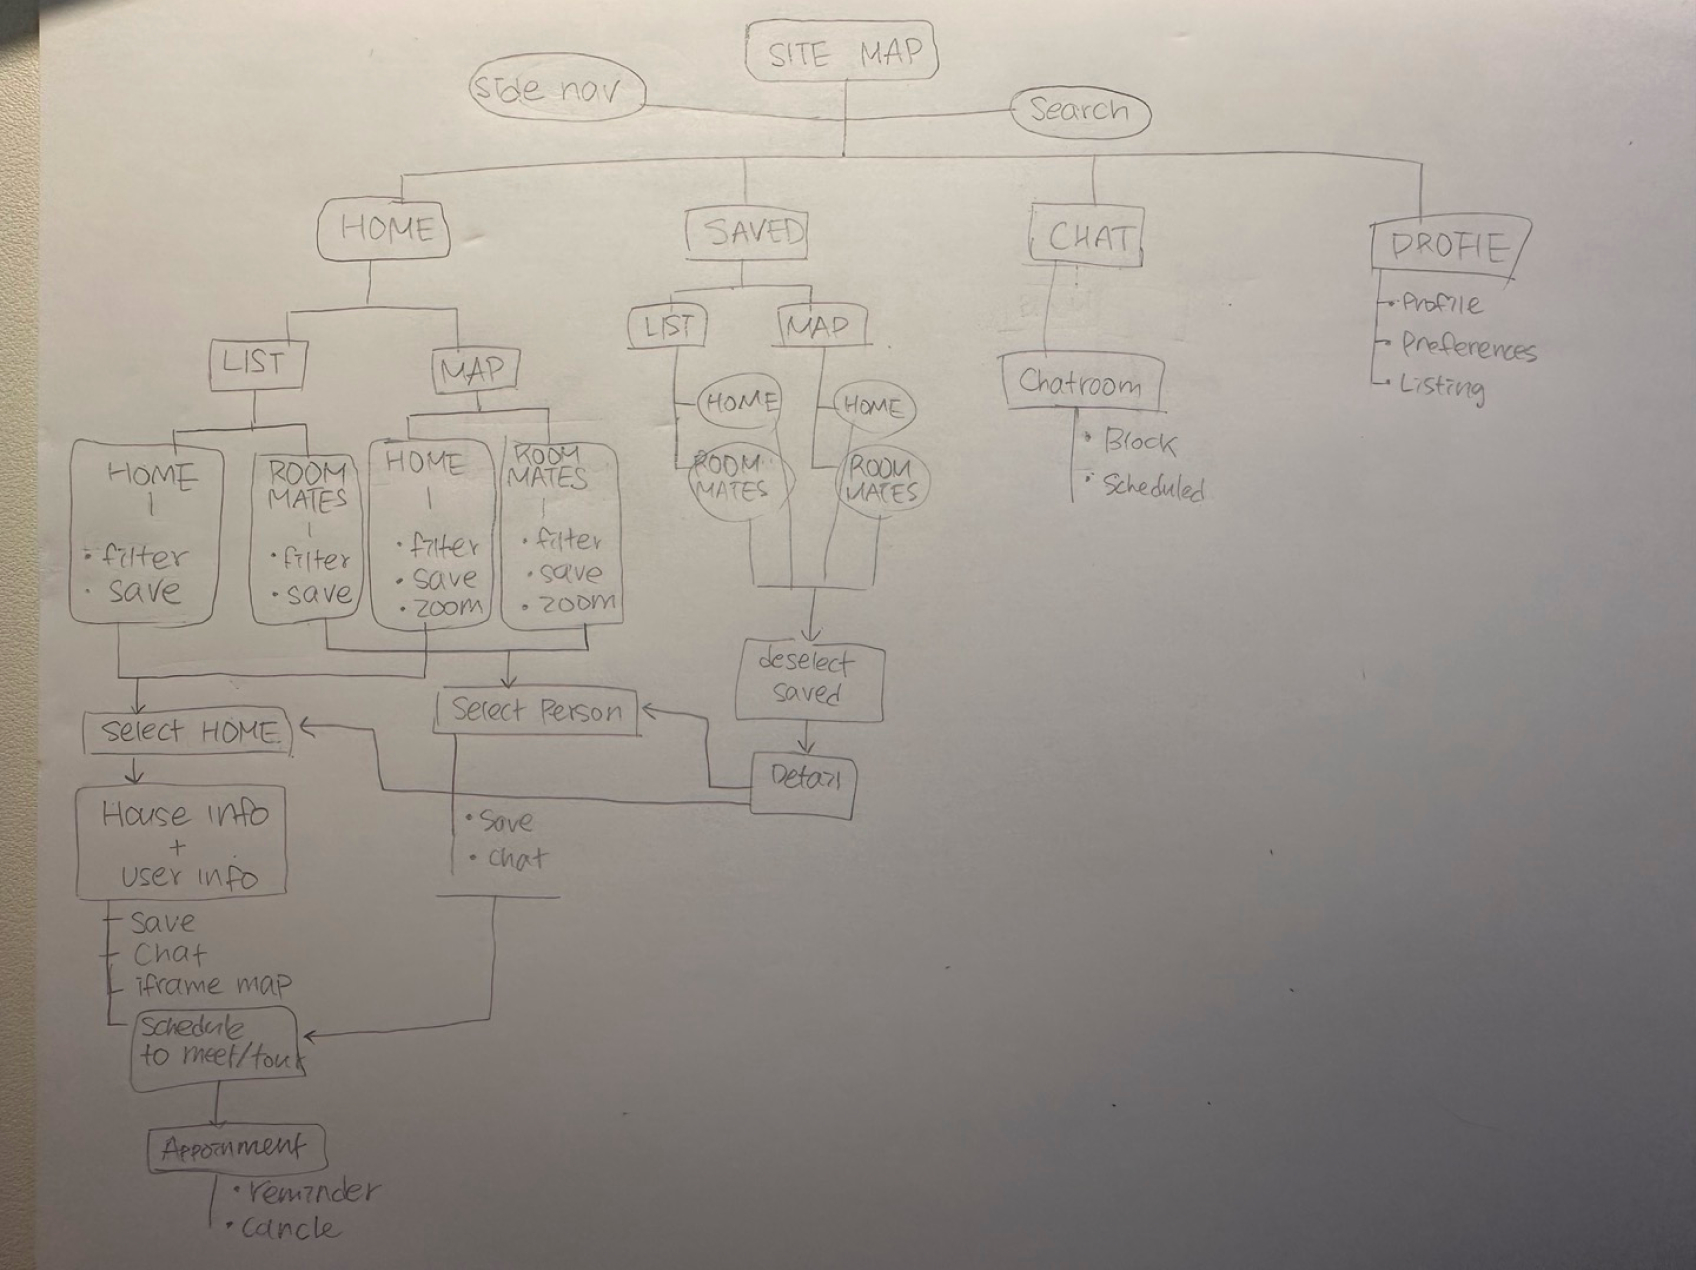 SITE MAP
side nav
Search
HOME
SAVED
CHAT
PROFIE
LIST
MAP
LIST
MAP
Chatroom
• Profile
• Preferences
• Listing
• Block
• Scheduled
HOME
• filter
• save
ROOM
MATES
• filter
• save
HOME
• filter
• save
• zoom
ROOM
MATES
• filter
• save
• zoom
HOME
ROOM
MATES
HOME
ROOM
MATES
deselect
saved
Detail
Select HOME
Select Person
• Save
• chat
House info
+
user info
Save
Chat
iframe map
Schedule
to meet/tour
Appoinment
• reminder
• cancle